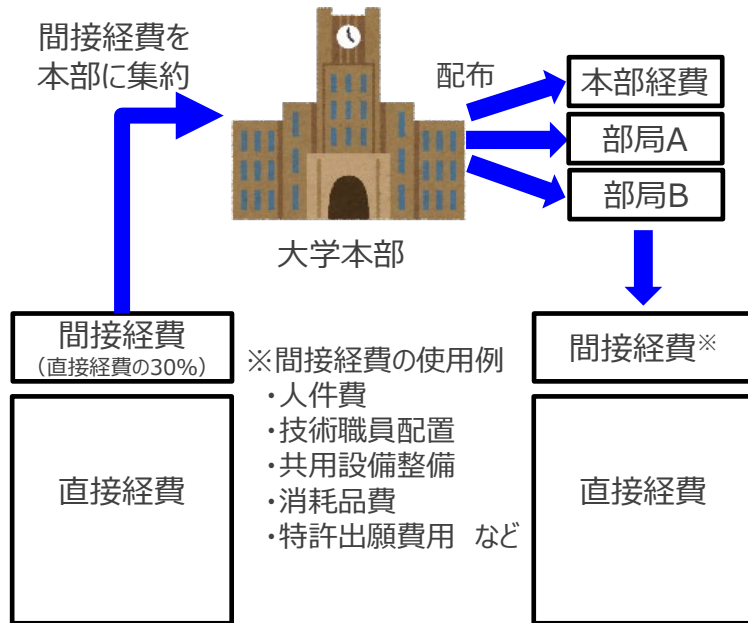 間接経費を
本部に集約
配布
本部経費
部局A
部局B
大学本部
間接経費
（直接経費の30%）
直接経費
※間接経費の使用例
・人件費
・技術職員配置
・共用設備整備
・消耗品費
・特許出願費用　など
間接経費※
直接経費